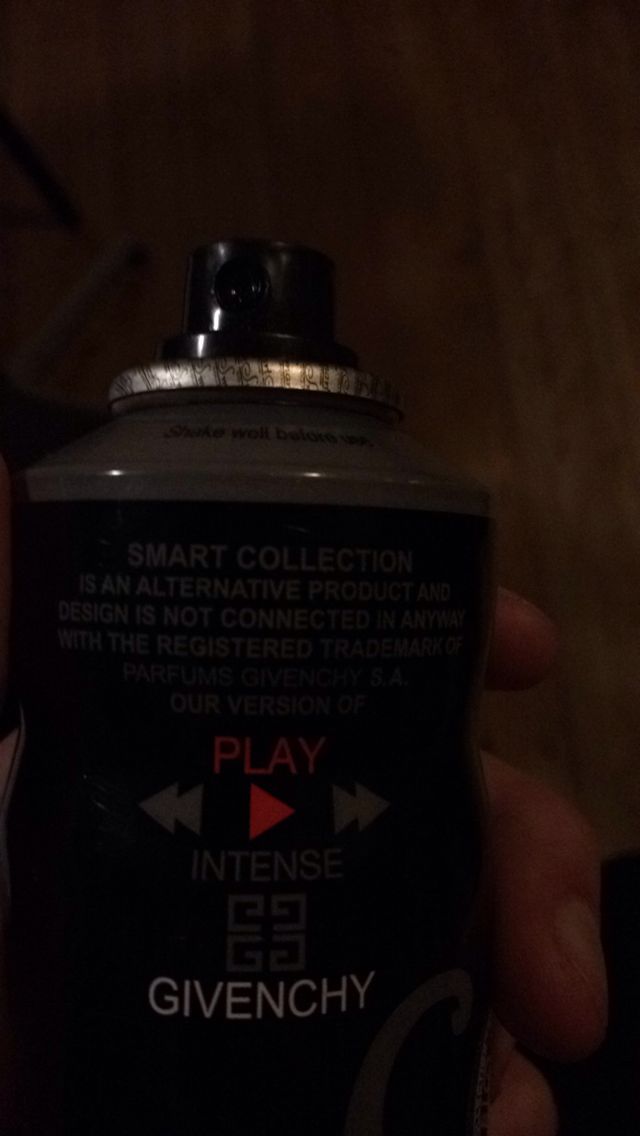 Shake well before use
SMART COLLECTION
IS AN ALTERNATIVE PRODUCT AND
DESIGN IS NOT CONNECTED IN ANYWAY
WITH THE REGISTERED TRADEMARK OF
PARFUMS GIVENCHY S.A.
OUR VERSION OF
PLAY
INTENSE
GIVENCHY